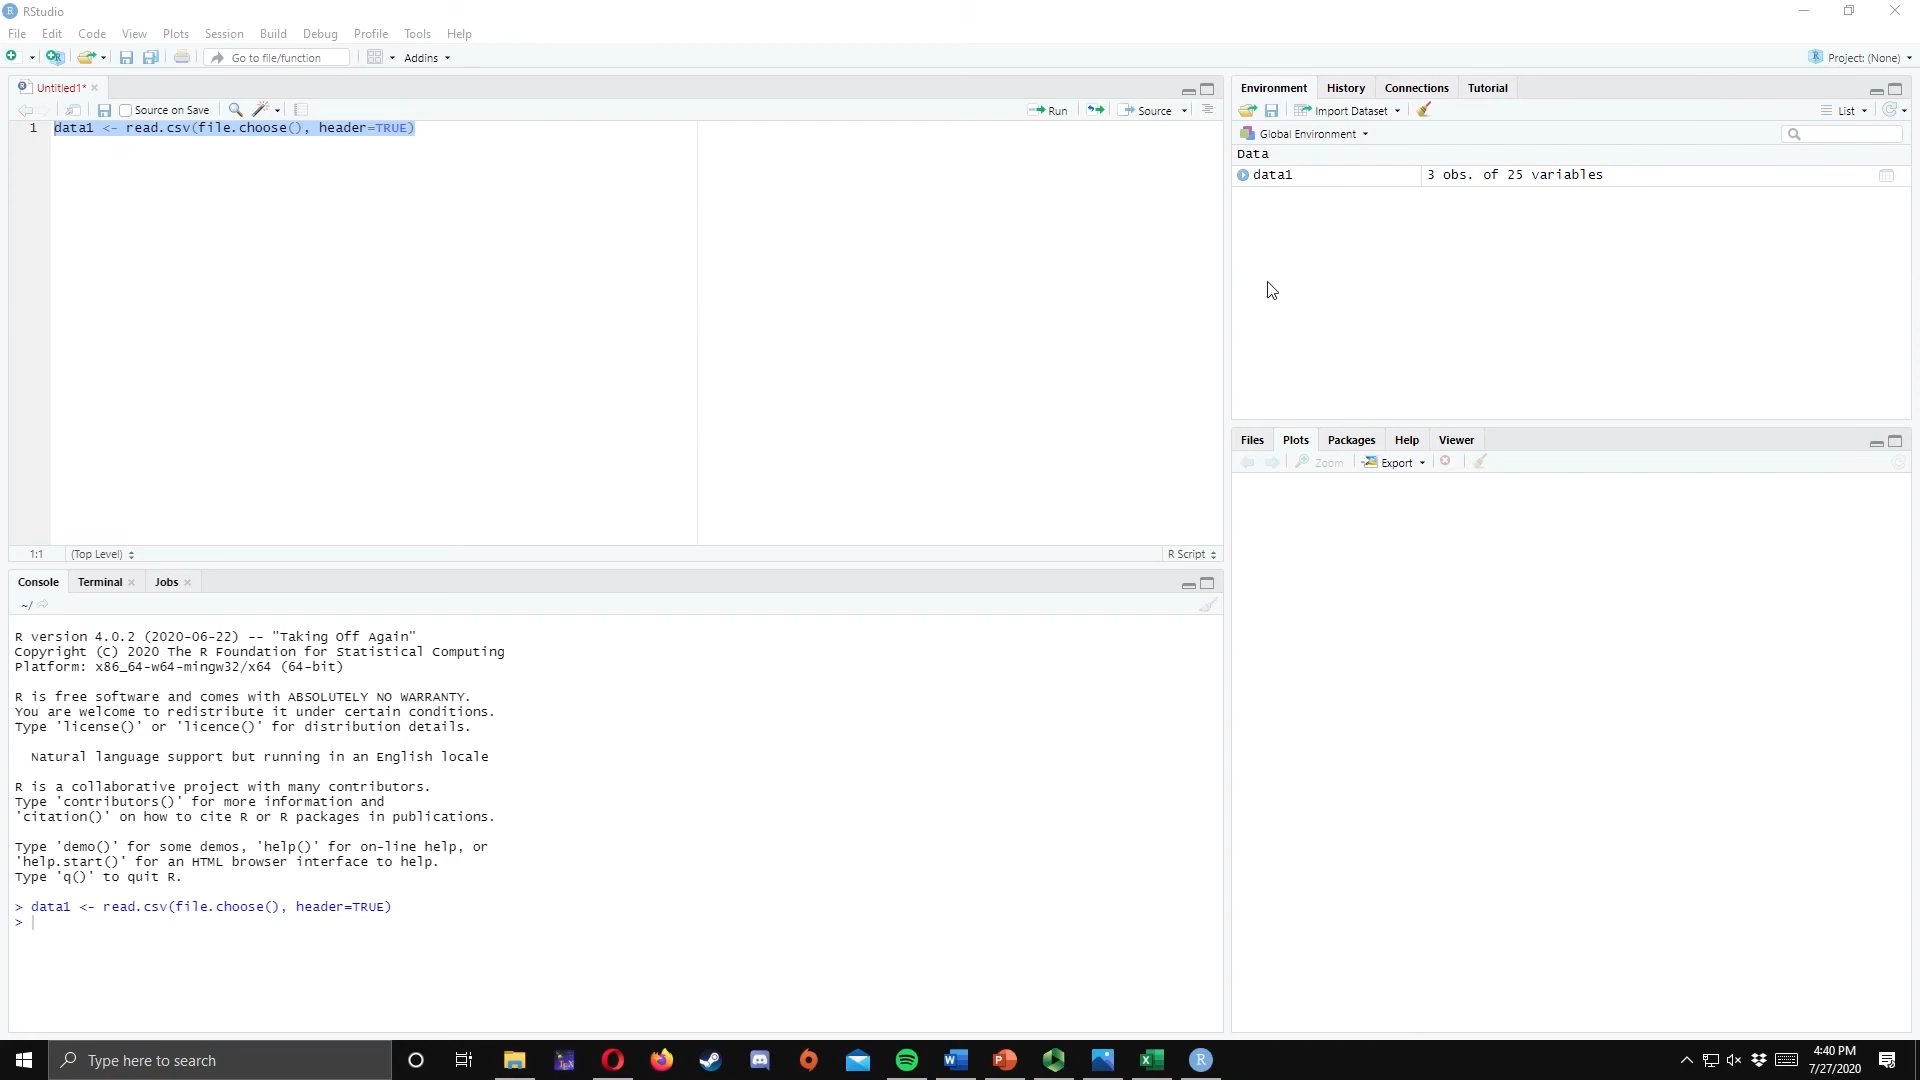 RStudio
File Edit Code View Plots Session Build Debug Profile Tools Help
Go to file/function Addins Project: (None)
Untitled1*
Source on Save Run Source
1 data1 <- read.csv(file.choose(), header=TRUE)
1:1 (Top Level) R Script
Console Terminal Jobs
~/
R version 4.0.2 (2020-06-22) -- "Taking Off Again"
Copyright (C) 2020 The R Foundation for Statistical Computing
Platform: x86_64-w64-mingw32/x64 (64-bit)
R is free software and comes with ABSOLUTELY NO WARRANTY.
You are welcome to redistribute it under certain conditions.
Type 'license()' or 'licence()' for distribution details.
Natural language support but running in an English locale
R is a collaborative project with many contributors.
Type 'contributors()' for more information and
'citation()' on how to cite R or R packages in publications.
Type 'demo()' for some demos, 'help()' for on-line help, or
'help.start()' for an HTML browser interface to help.
Type 'q()' to quit R.
> data1 <- read.csv(file.choose(), header=TRUE)
>
Environment History Connections Tutorial
Import Dataset List
Global Environment
Data
data1 3 obs. of 25 variables
Files Plots Packages Help Viewer
Zoom Export
Type here to search
4:40 PM
7/27/2020